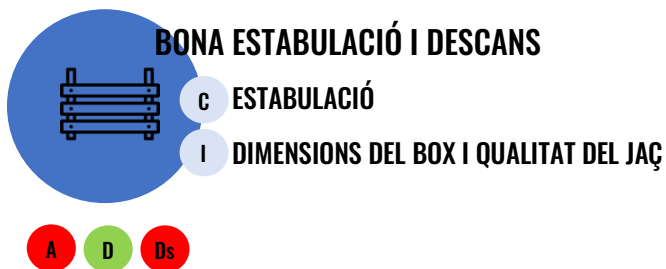 BONA ESTABULACIÓ I DESCANS
C ESTABULACIÓ
I DIMENSIONS DEL BOX I QUALITAT DEL JAÇ
A D Ds